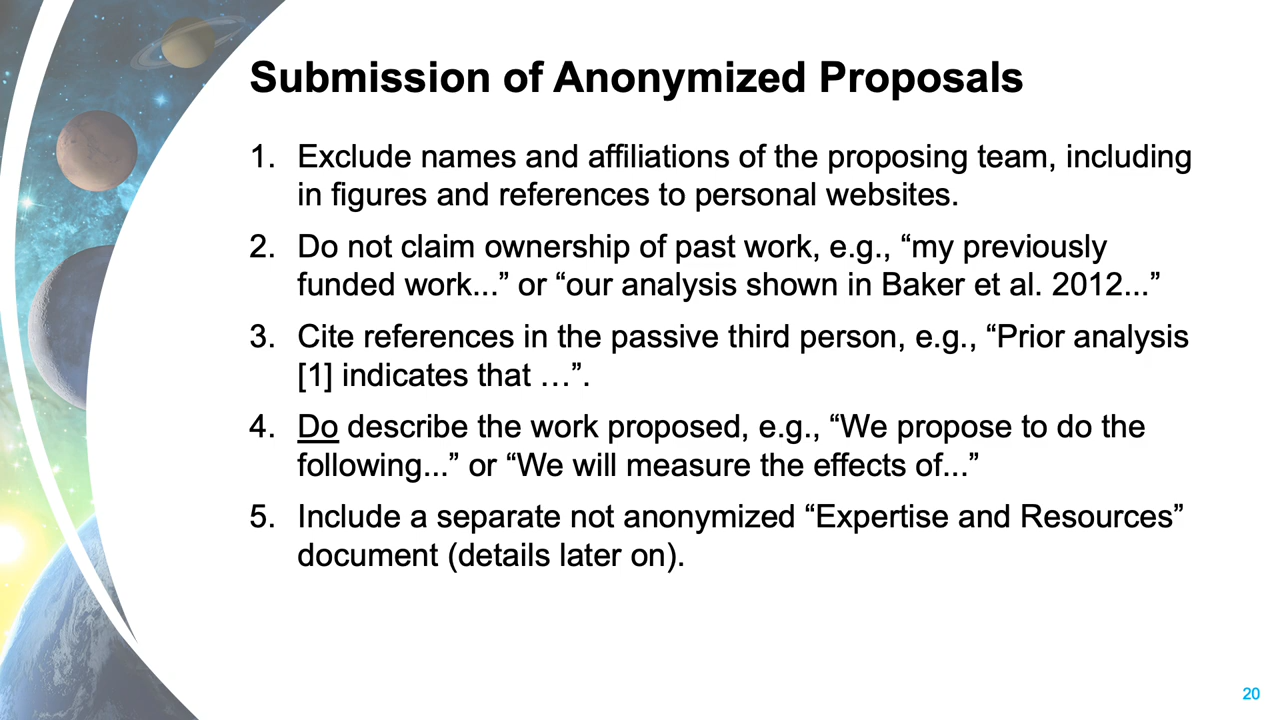 Submission of Anonymized Proposals
1. Exclude names and affiliations of the proposing team, including
in figures and references to personal websites.
2. Do not claim ownership of past work, e.g., “my previously
funded work...” or “our analysis shown in Baker et al. 2012...”
3. Cite references in the passive third person, e.g., “Prior analysis
[1] indicates that …”.
4. Do describe the work proposed, e.g., “We propose to do the
following...” or “We will measure the effects of...”
5. Include a separate not anonymized “Expertise and Resources”
document (details later on).
20